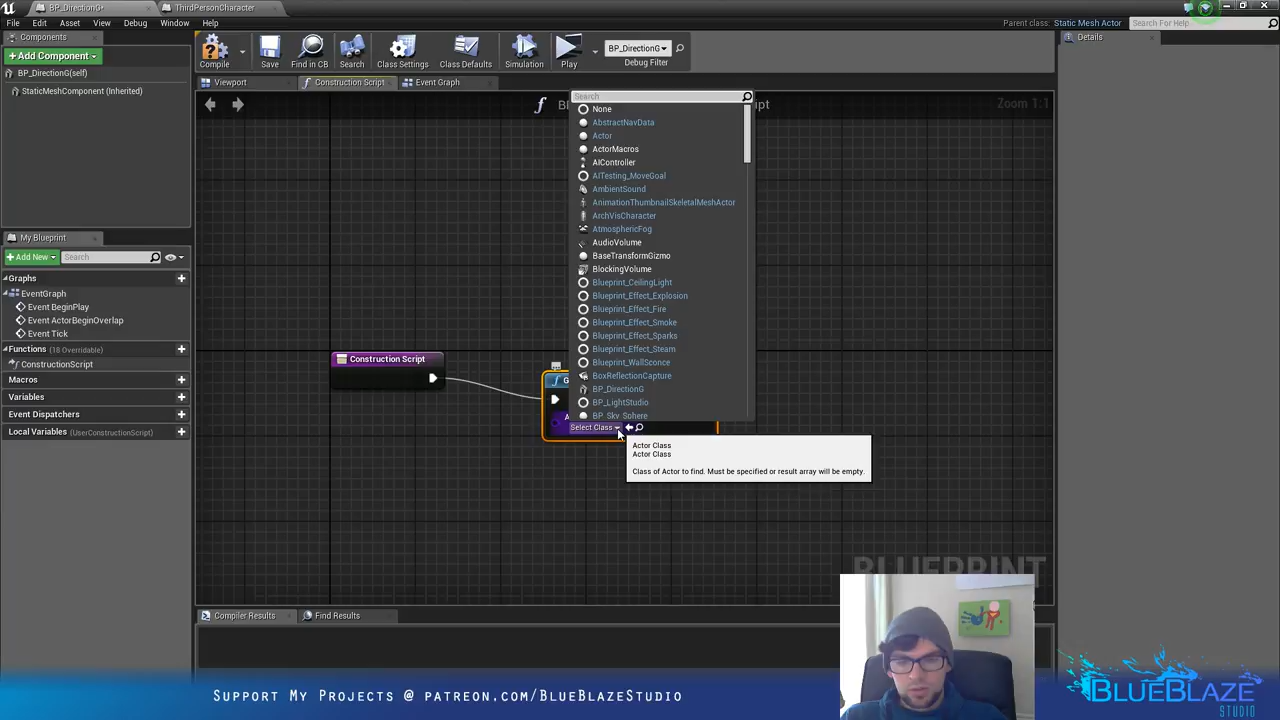 BP_DirectionG*
ThirdPersonCharacter
File Edit Asset View Debug Window Help
Parent class: Static Mesh Actor
Search For Help
Components
Details
+Add Component
Compile
Save
Find in CB
Search
Class Settings
Class Defaults
Simulation
Play
BP_DirectionG
Debug Filter
BP_DirectionG(self)
StaticMeshComponent (Inherited)
Viewport
Construction Script
Event Graph
Zoom 1:1
Search
None
AbstractNavData
Actor
ActorMacros
AIController
AITesting_MoveGoal
AmbientSound
AnimationThumbnailSkeletalMeshActor
ArchVisCharacter
AtmosphericFog
AudioVolume
BaseTransformGizmo
BlockingVolume
Blueprint_CeilingLight
Blueprint_Effect_Explosion
Blueprint_Effect_Fire
Blueprint_Effect_Smoke
Blueprint_Effect_Sparks
Blueprint_Effect_Steam
Blueprint_WallSconce
BoxReflectionCapture
BP_DirectionG
BP_LightStudio
BP_Sky_Sphere
My Blueprint
+Add New
Search
Graphs
EventGraph
Event BeginPlay
Event ActorBeginOverlap
Event Tick
Functions (18 Overridable)
ConstructionScript
Macros
Variables
Event Dispatchers
Local Variables (UserConstructionScript)
Construction Script
Select Class
Actor Class
Actor Class
Class of Actor to find. Must be specified or result array will be empty.
BLUEPRINT
Compiler Results
Find Results
Support My Projects @ patreon.com/BlueBlazeStudio
BLUEBLAZE
STUDIO